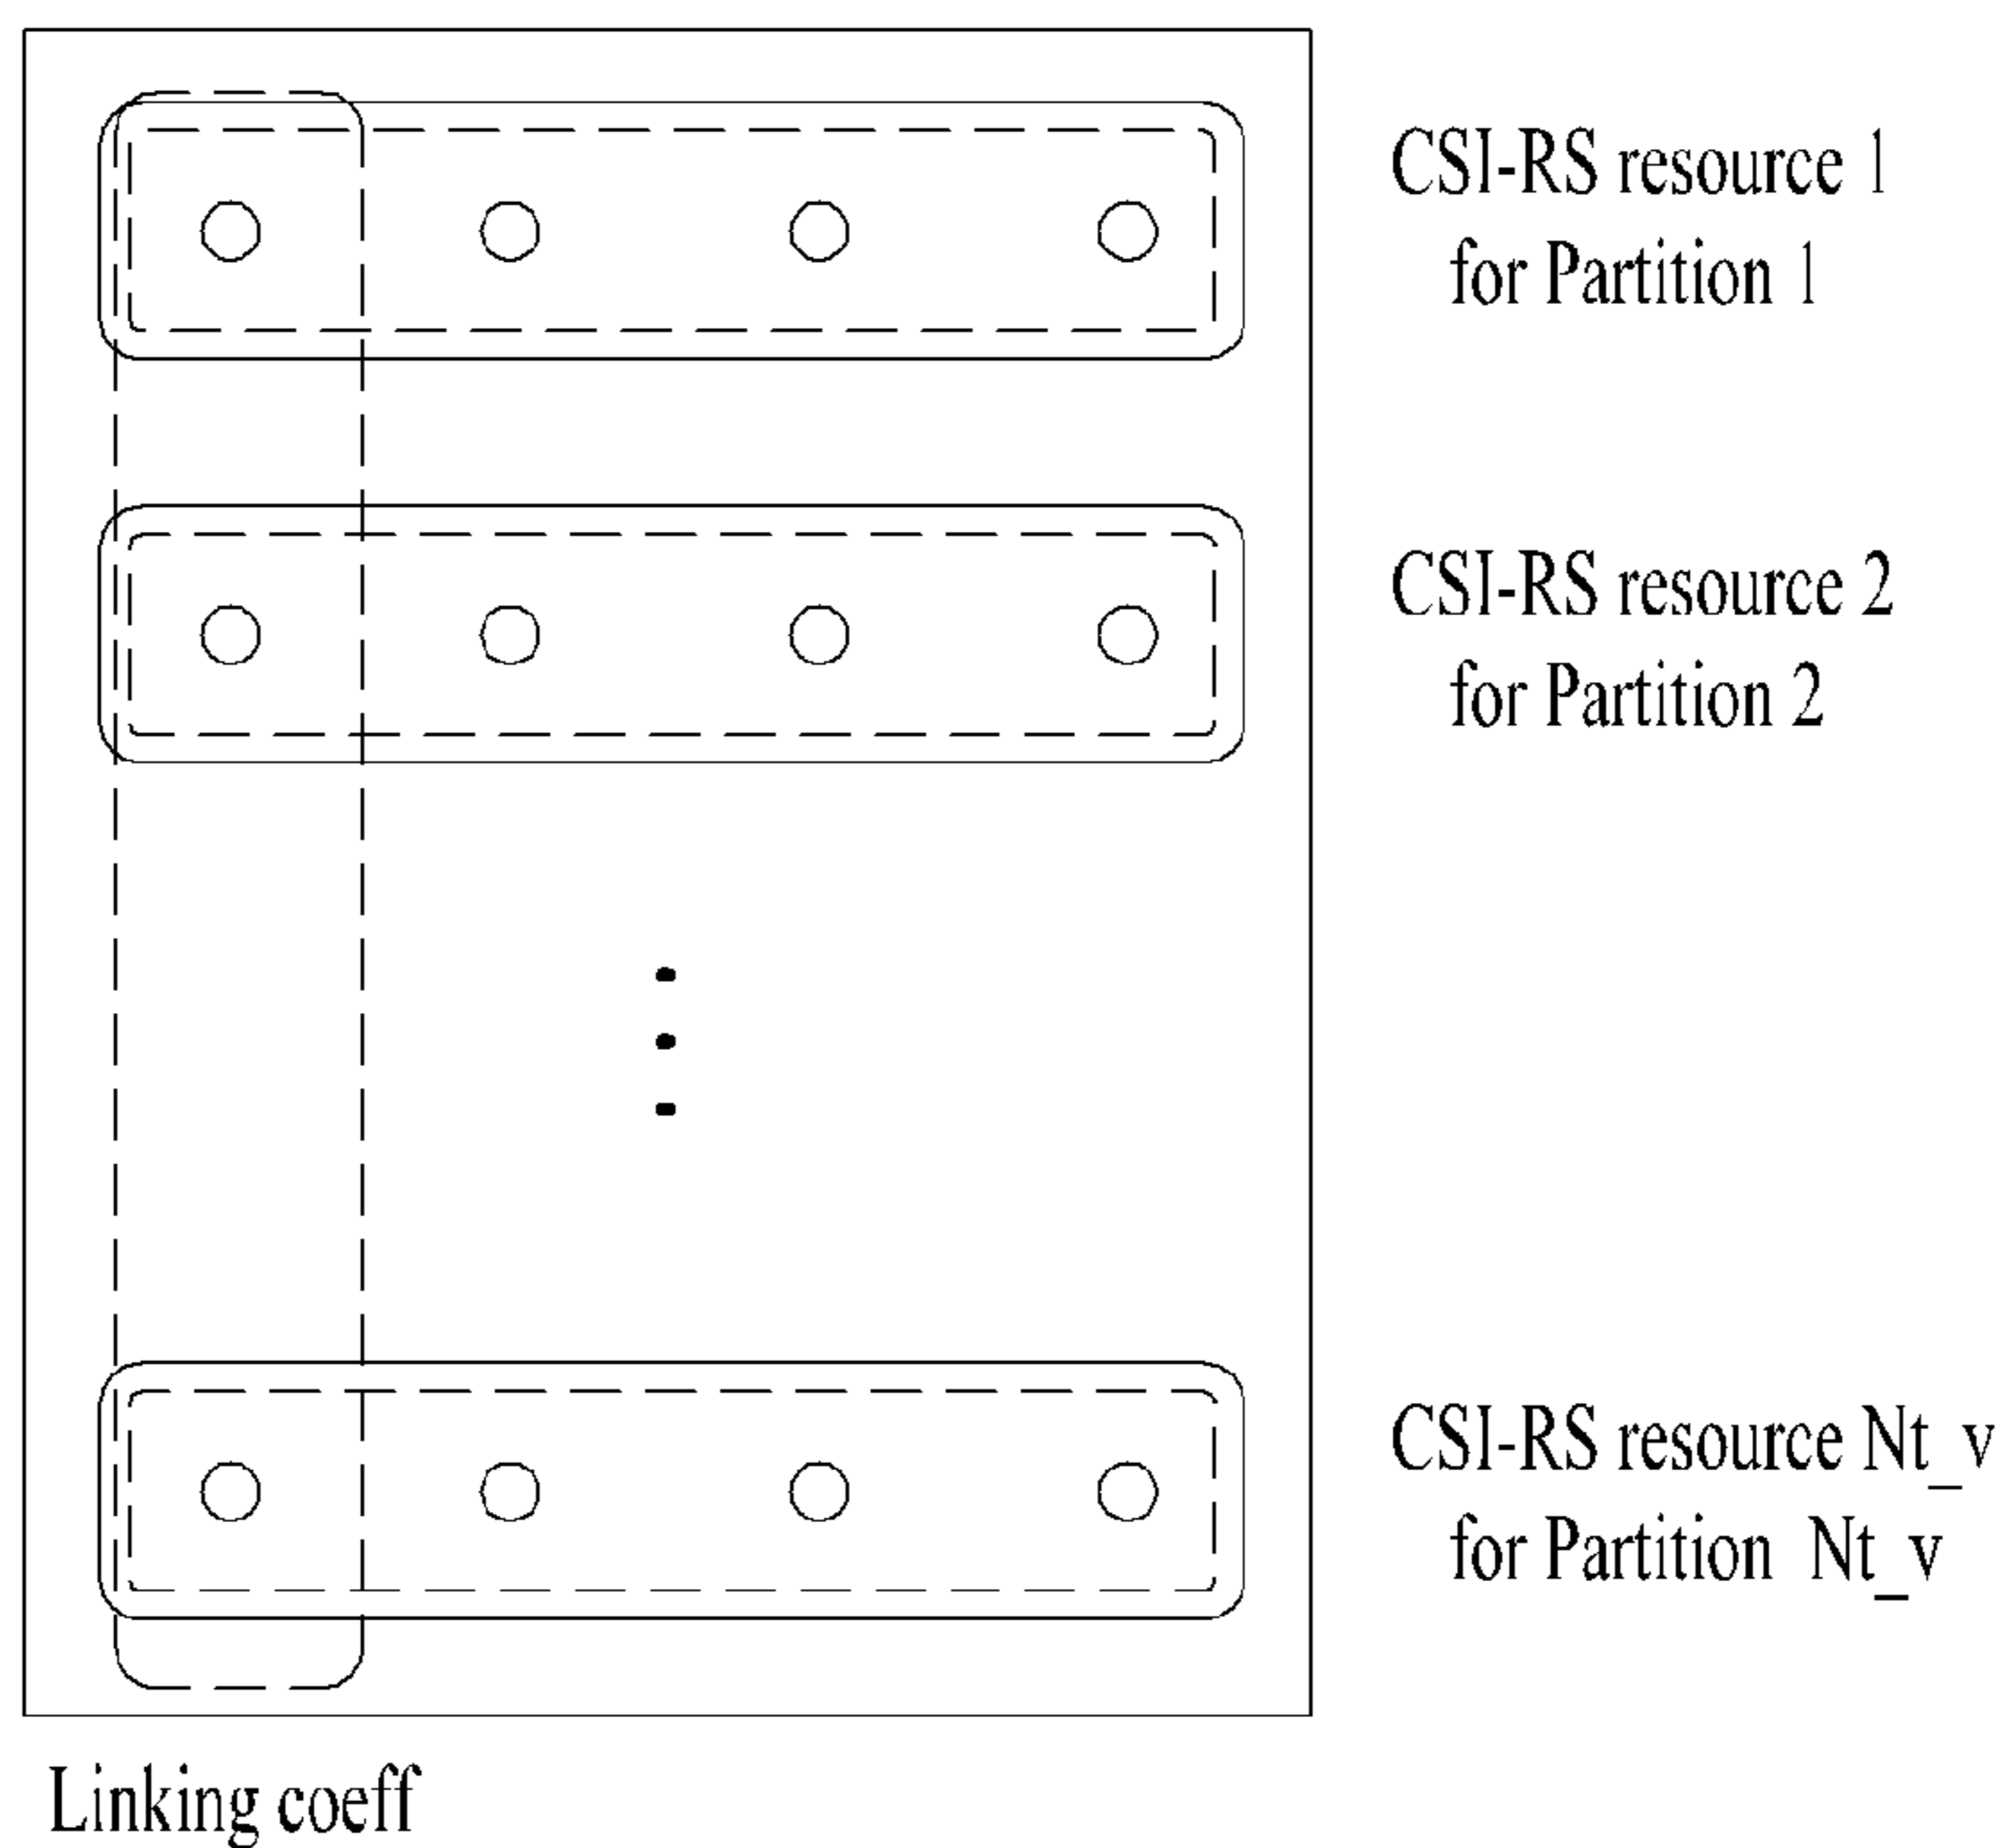 CSI-RS resource 1
for Partition 1
CSI-RS resource 2
for Partition 2
CSI-RS resource Nt_v
for Partition Nt_v
Linking coeff